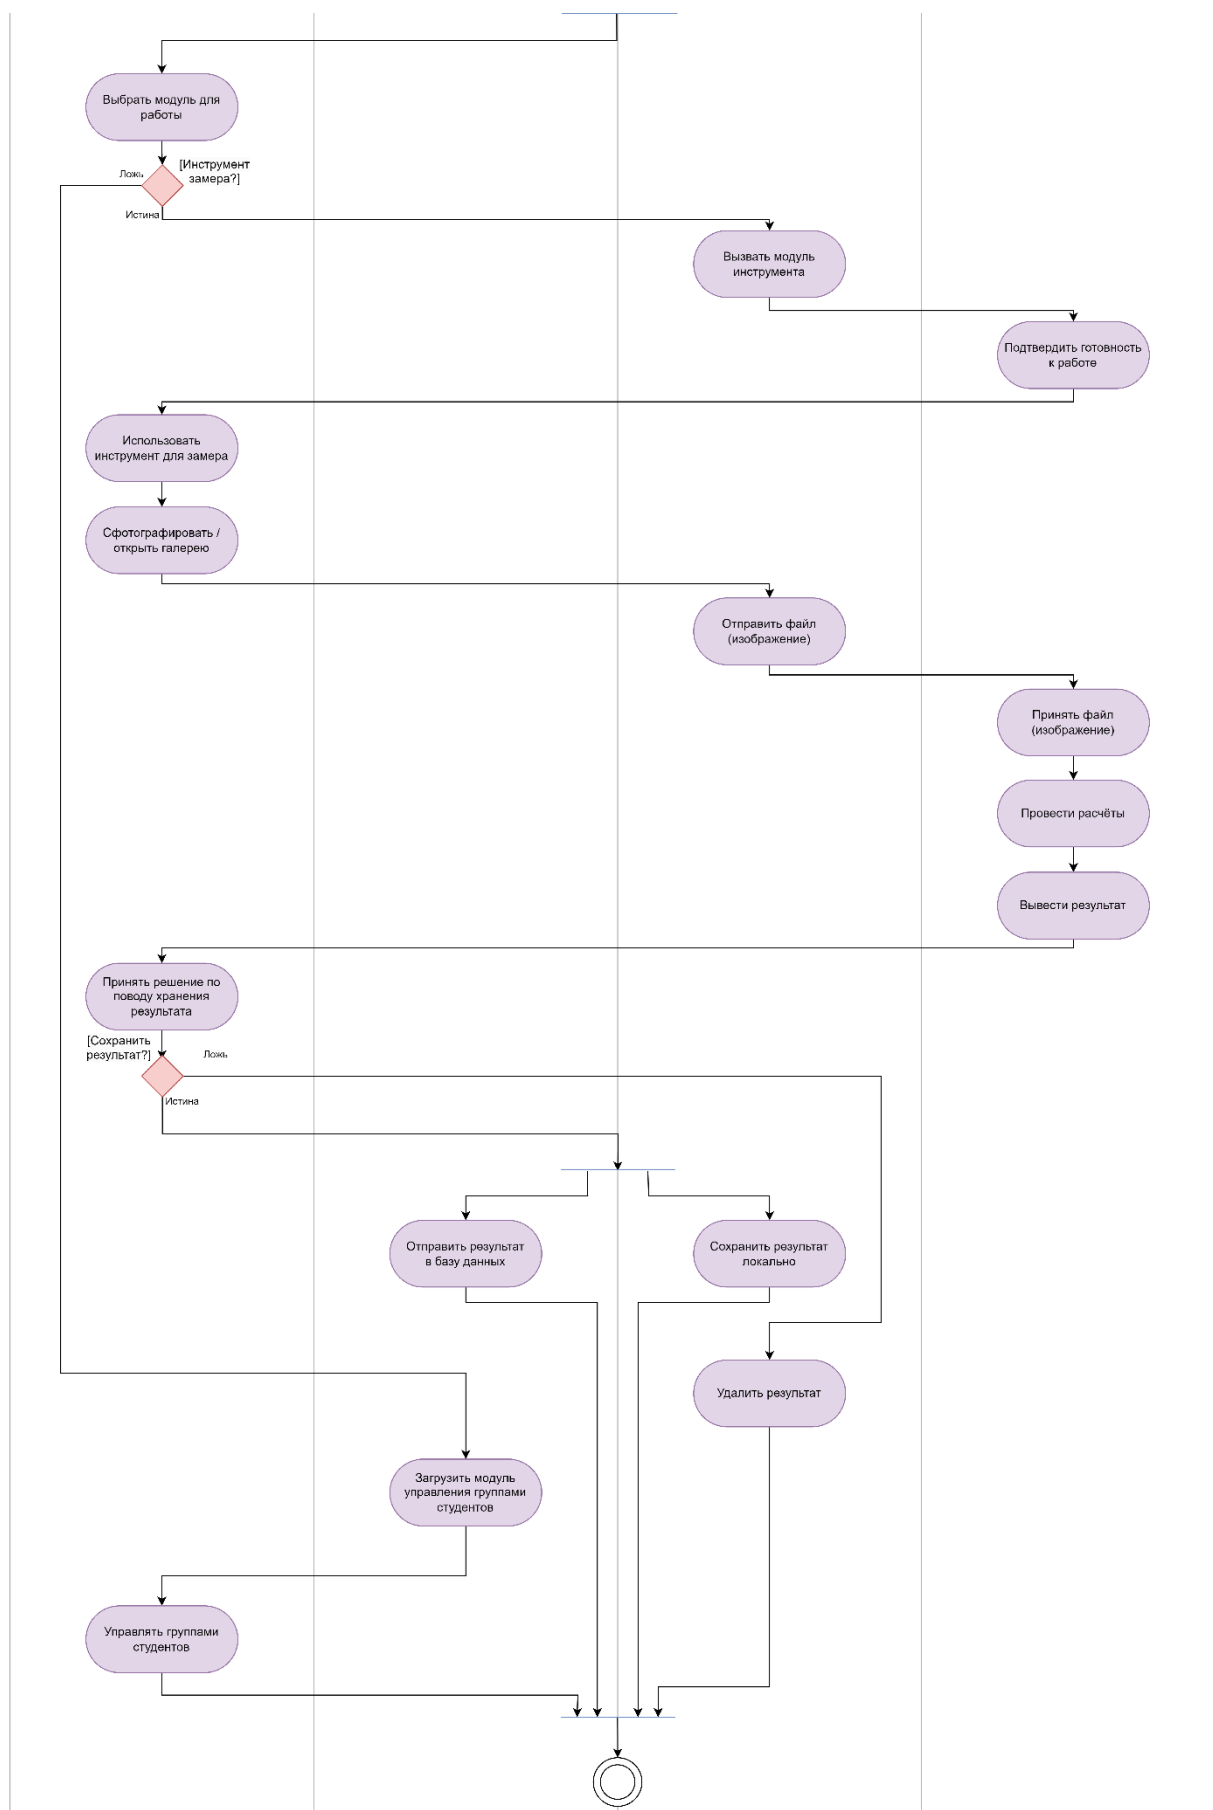 Выбрать модуль для
работы
[Инструмент
замера?]
Ложь
Истина
Вызвать модуль
инструмента
Подтвердить готовность
к работе
Использовать
инструмент для замера
Сфотографировать /
открыть галерею
Отправить файл
(изображение)
Принять файл
(изображение)
Провести расчёты
Вывести результат
Принять решение по
поводу хранения
результата
[Сохранить
результат?]
Ложь
Истина
Отправить результат
в базу данных
Сохранить результат
локально
Удалить результат
Загрузить модуль
управления группами
студентов
Управлять группами
студентов